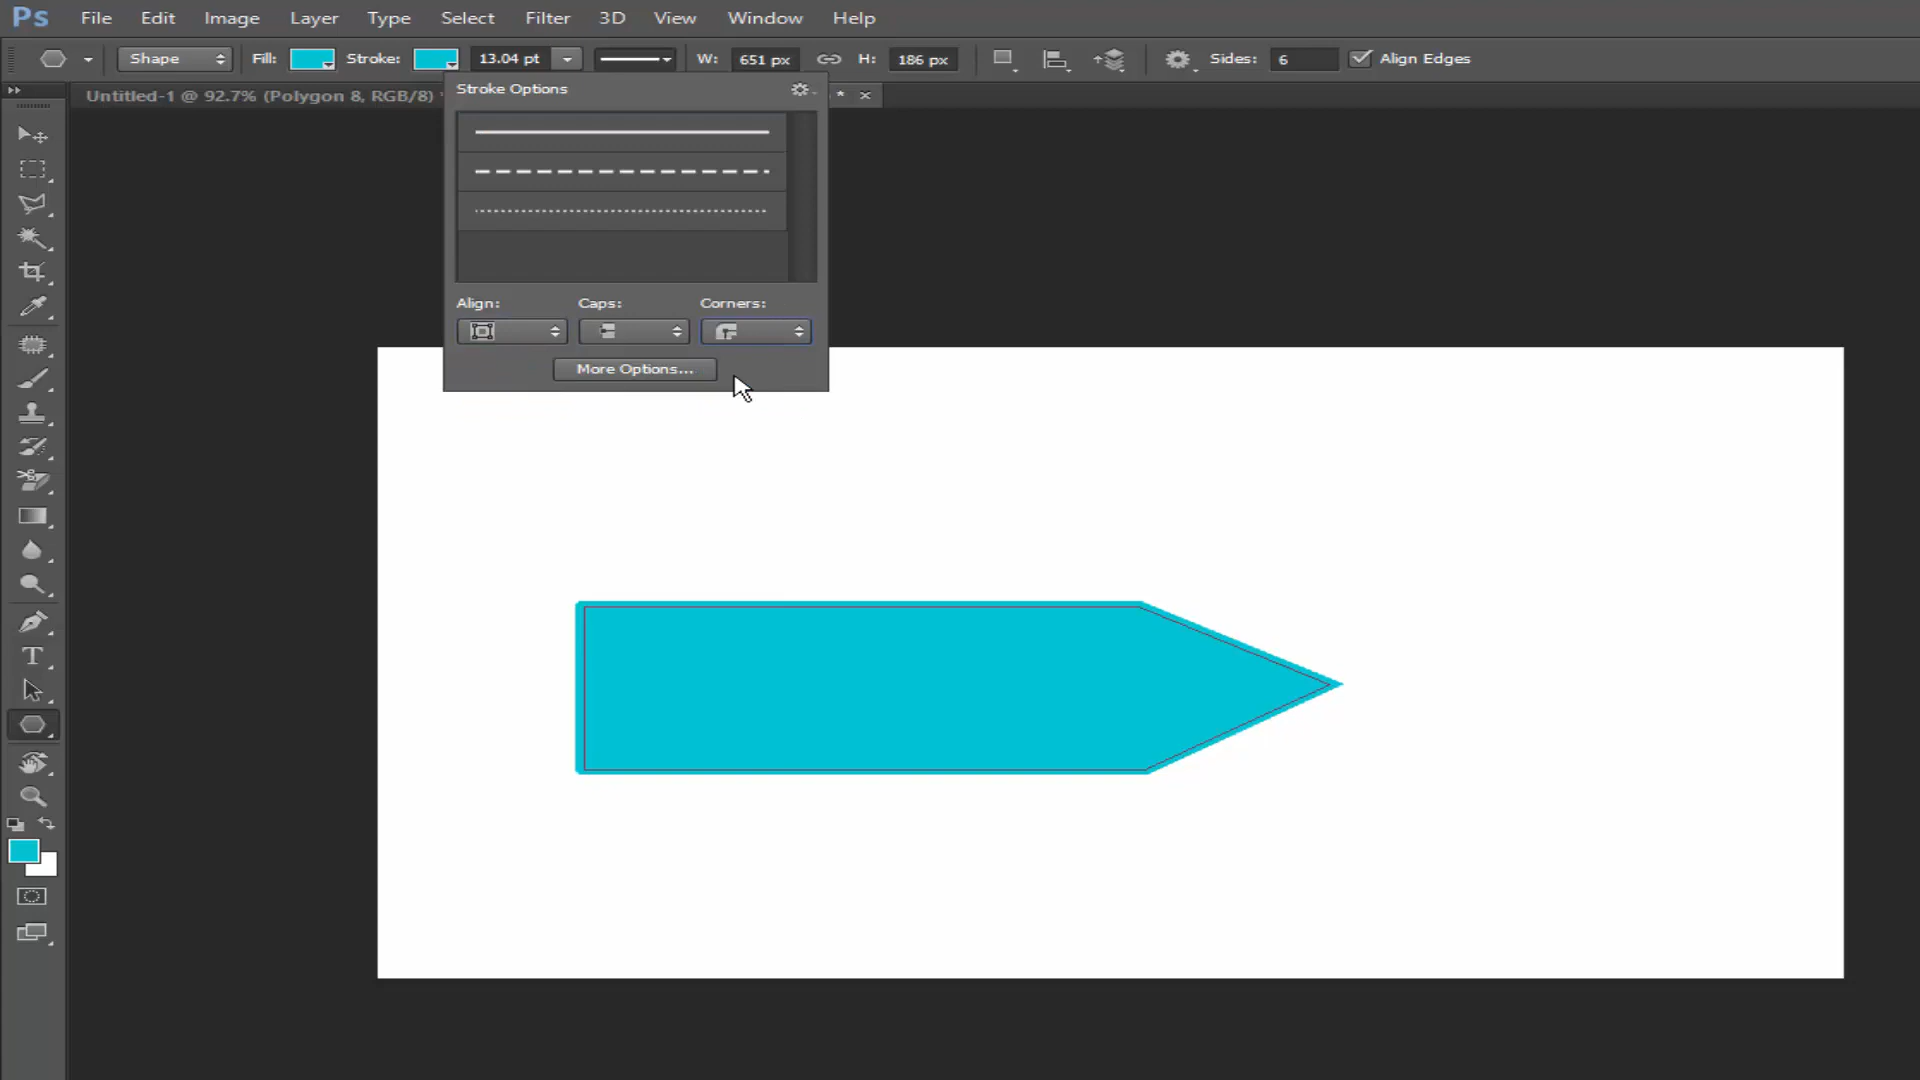 Ps File Edit Image Layer Type Select Filter 3D View Window Help
Shape Fill: Stroke: 13.04 pt W: 651 px H: 186 px Sides: 6 Align Edges
Untitled-1 @ 92.7% (Polygon 8, RGB/8) * * ×
Stroke Options
Align: Caps: Corners:
More Options...
T